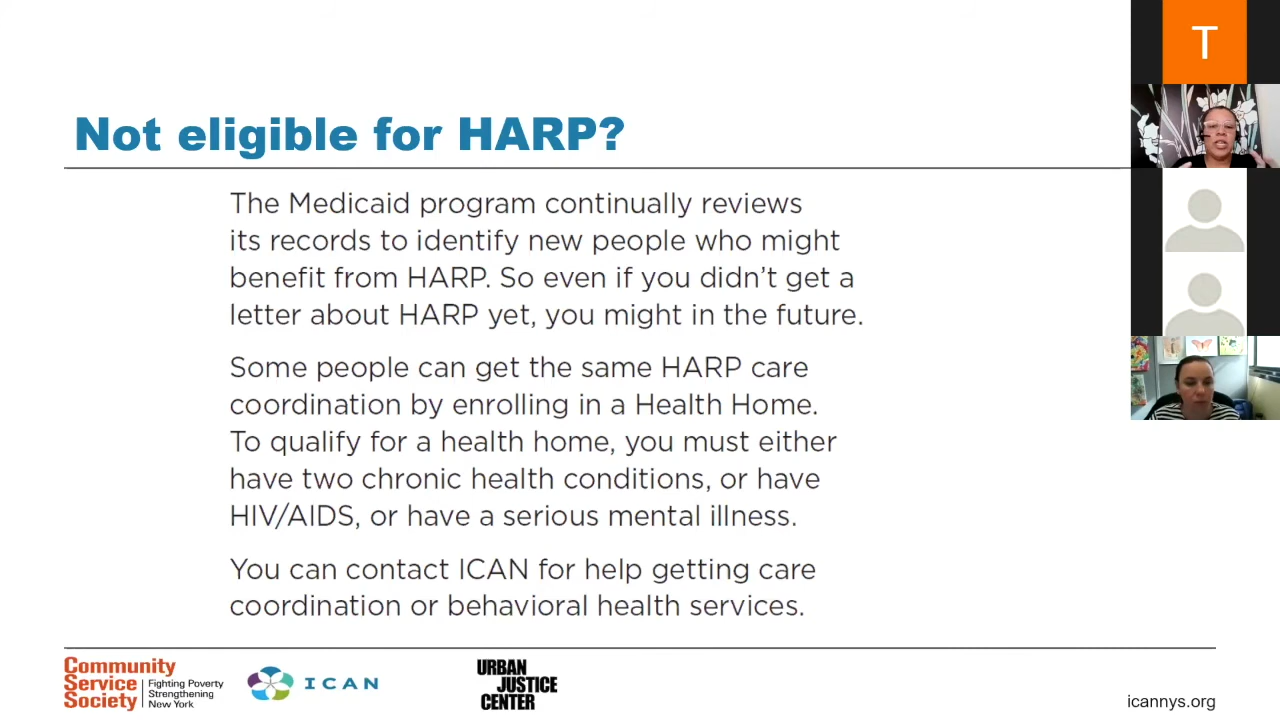 T
Not eligible for HARP?
The Medicaid program continually reviews
its records to identify new people who might
benefit from HARP. So even if you didn’t get a
letter about HARP yet, you might in the future.
Some people can get the same HARP care
coordination by enrolling in a Health Home.
To qualify for a health home, you must either
have two chronic health conditions, or have
HIV/AIDS, or have a serious mental illness.
You can contact ICAN for help getting care
coordination or behavioral health services.
Community
Service
Society
Fighting Poverty
Strengthening
New York
ICAN
URBAN
JUSTICE
CENTER
icannys.org